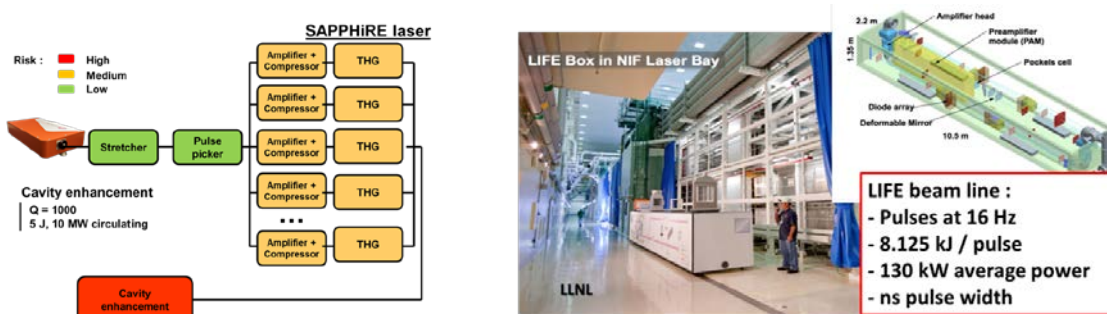 SAPPHiRE laser
Risk :
High
Medium
Low
Stretcher
Pulse
picker
Amplifier +
Compressor
THG
Amplifier +
Compressor
THG
Amplifier +
Compressor
THG
Amplifier +
Compressor
THG
...
Amplifier +
Compressor
THG
Cavity enhancement
Q = 1000
5 J, 10 MW circulating
Cavity
enhancement
LIFE Box in NIF Laser Bay
LLNL
2.2 m
1.35 m
Amplifier head
Preamplifier
module (PAM)
Pockels cell
Diode array
Deformable Mirror
10.5 m
LIFE beam line :
- Pulses at 16 Hz
- 8.125 kJ / pulse
- 130 kW average power
- ns pulse width